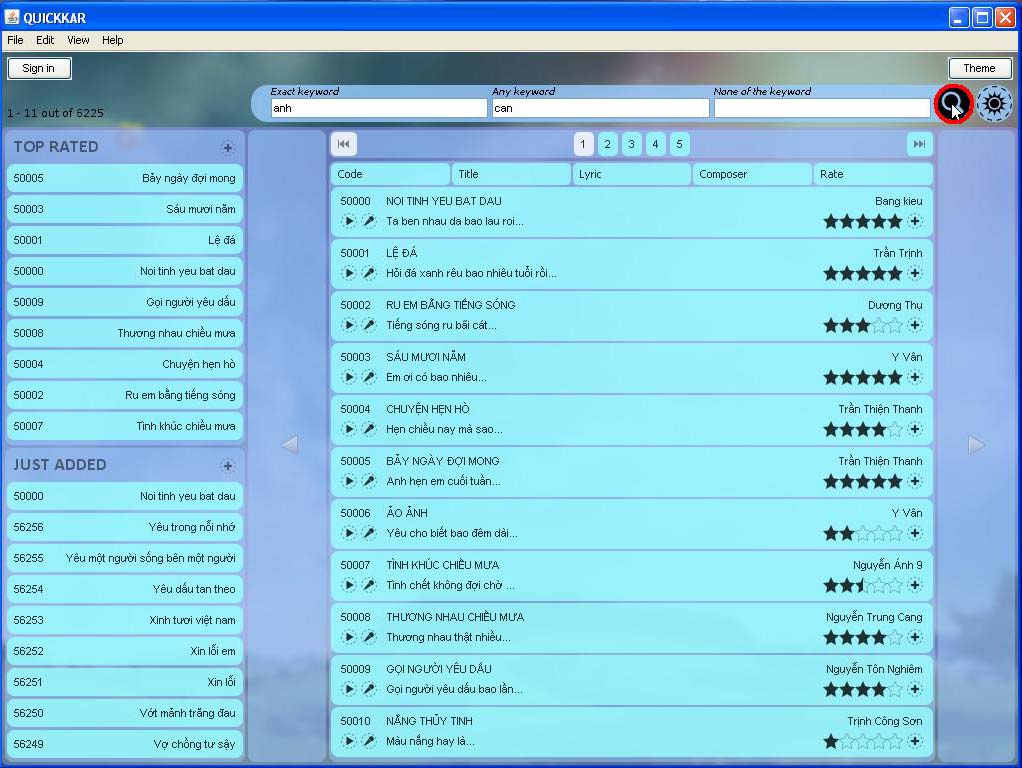 QUICKKAR
File Edit View Help
Sign in
Theme
Exact keyword Any keyword None of the keyword
anh can
1 - 11 out of 6225
TOP RATED
50005 Bảy ngày đợi mong
50003 Sáu mươi năm
50001 Lệ đá
50000 Noi tinh yeu bat dau
50009 Gọi người yêu dấu
50008 Thương nhau chiều mưa
50004 Chuyện hẹn hò
50002 Ru em bằng tiếng sóng
50007 Tình khúc chiều mưa
JUST ADDED
50000 Noi tinh yeu bat dau
56256 Yêu trong nỗi nhớ
56255 Yêu một người sống bên một người
56254 Yêu dấu tan theo
56253 Xinh tươi việt nam
56252 Xin lỗi em
56251 Xin lỗi
56250 Vớt mảnh trăng đau
56249 Vợ chồng tư sậy
1 2 3 4 5
Code Title Lyric Composer Rate
50000 NOI TINH YEU BAT DAU Bang kieu
Ta ben nhau da bao lau roi...
50001 LỆ ĐÁ Trần Trịnh
Hỏi đá xanh rêu bao nhiêu tuổi rồi...
50002 RU EM BẰNG TIẾNG SÓNG Dương Thụ
Tiếng sóng ru bãi cát...
50003 SÁU MƯƠI NĂM Y Vân
Em ơi có bao nhiêu...
50004 CHUYỆN HẸN HÒ Trần Thiện Thanh
Hẹn chiều nay mà sao...
50005 BẢY NGÀY ĐỢI MONG Trần Thiện Thanh
Anh hẹn em cuối tuần...
50006 ẢO ẢNH Y Vân
Yêu cho biết bao đêm dài...
50007 TÌNH KHÚC CHIỀU MƯA Nguyễn Ánh 9
Tình chết không đợi chờ ...
50008 THƯƠNG NHAU CHIỀU MƯA Nguyễn Trung Cang
Thương nhau thật nhiều...
50009 GỌI NGƯỜI YÊU DẤU Nguyễn Tôn Nghiêm
Gọi người yêu dấu bao lần...
50010 NẮNG THỦY TINH Trịnh Công Sơn
Màu nắng hay là...